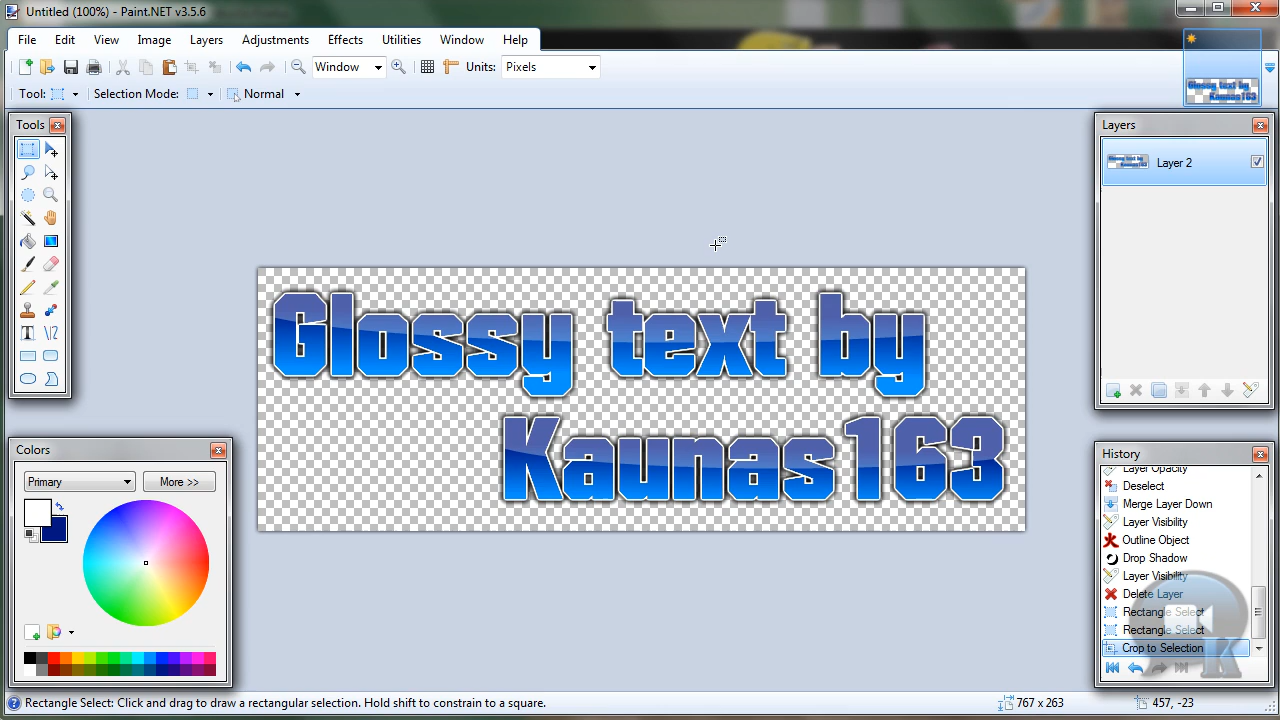 Untitled (100%) - Paint.NET v3.5.6
File Edit View Image Layers Adjustments Effects Utilities Window Help
Window Units: Pixels
Tool: Selection Mode: Normal
Glossy text by
Kaunas163
Tools
Layers
Layer 2
Glossy text by
Kaunas163
Colors
Primary More >>
History
Layer Opacity
Deselect
Merge Layer Down
Layer Visibility
Outline Object
Drop Shadow
Layer Visibility
Delete Layer
Rectangle Select
Rectangle Select
Crop to Selection
K
Rectangle Select: Click and drag to draw a rectangular selection. Hold shift to constrain to a square. 767 x 263 457, -23